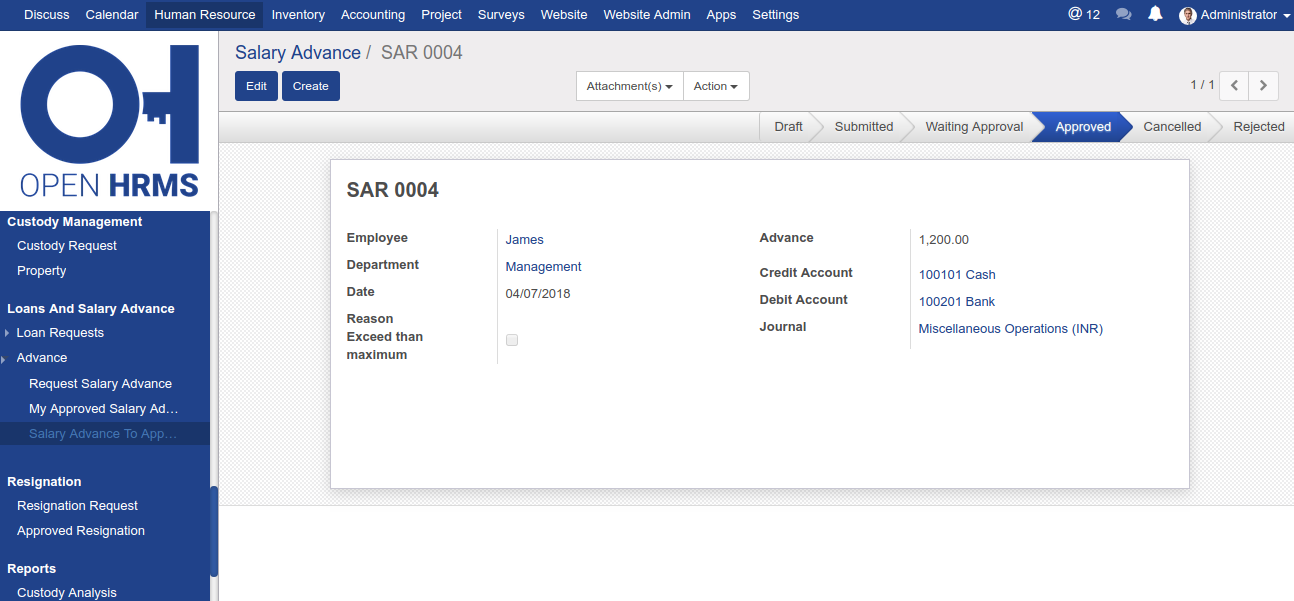 Discuss Calendar Human Resource Inventory Accounting Project Surveys Website Website Admin Apps Settings @ 12 Administrator
OPEN HRMS
Salary Advance / SAR 0004
Edit Create Attachment(s) Action 1 / 1
Draft Submitted Waiting Approval Approved Cancelled Rejected
Custody Management
Custody Request
Property
Loans And Salary Advance
Loan Requests
Advance
Request Salary Advance
My Approved Salary Ad...
Salary Advance To App...
Resignation
Resignation Request
Approved Resignation
Reports
Custody Analysis
SAR 0004
Employee James
Department Management
Date 04/07/2018
Reason
Exceed than
maximum
Advance 1,200.00
Credit Account 100101 Cash
Debit Account 100201 Bank
Journal Miscellaneous Operations (INR)